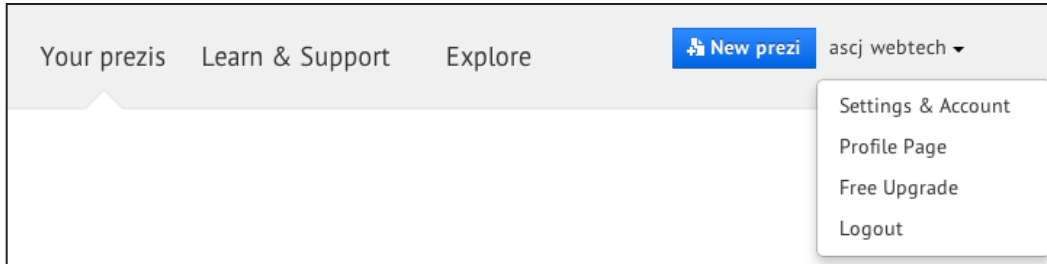 Your prezis Learn & Support Explore New prezi ascj webtech
Settings & Account
Profile Page
Free Upgrade
Logout